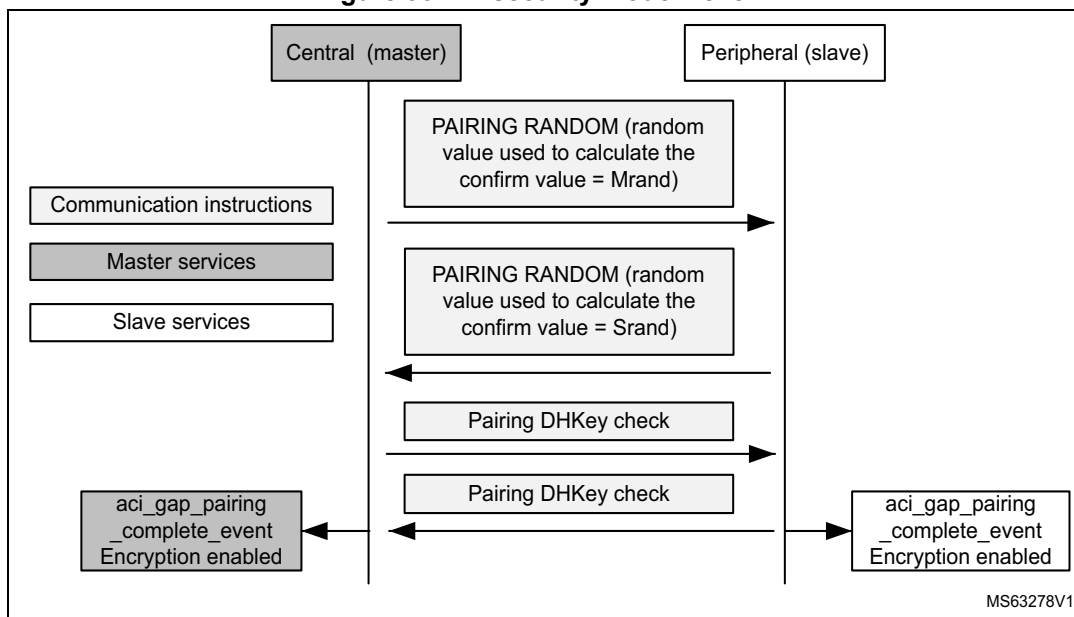 Central (master)
Peripheral (slave)
PAIRING RANDOM (random
value used to calculate the
confirm value = Mrand)
Communication instructions
Master services
Slave services
PAIRING RANDOM (random
value used to calculate the
confirm value = Srand)
Pairing DHKey check
Pairing DHKey check
aci_gap_pairing
_complete_event
Encryption enabled
aci_gap_pairing
_complete_event
Encryption enabled
MS63278V1